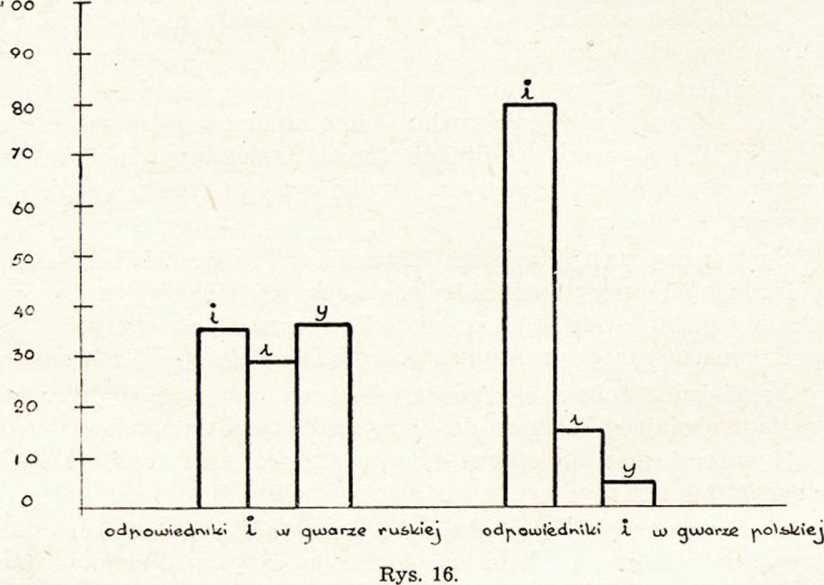 100
90
80
70
60
50
40
30
20
10
0
i ı y
i ı y
odpowiedniki i w gwarze ruskiej
odpowiedniki i w gwarze polskiej
Rys. 16.